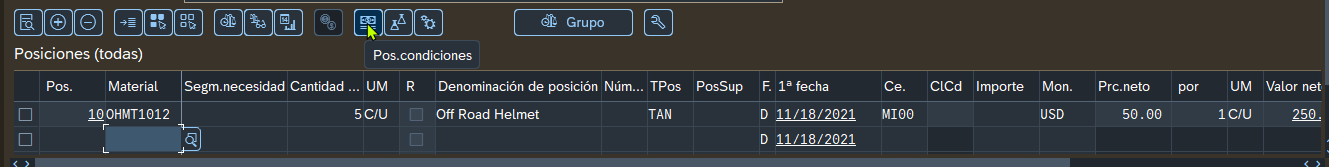 Grupo
Pos.condiciones
Posiciones (todas)
Pos. Material Segm.necesidad Cantidad ... UM R Denominación de posición Núm... TPos PosSup F. 1ª fecha Ce. ClCd Importe Mon. Prc.neto por UM Valor net
10 OHMT1012 5 C/U Off Road Helmet TAN D 11/18/2021 MI00 USD 50.00 1 C/U 250.
D 11/18/2021